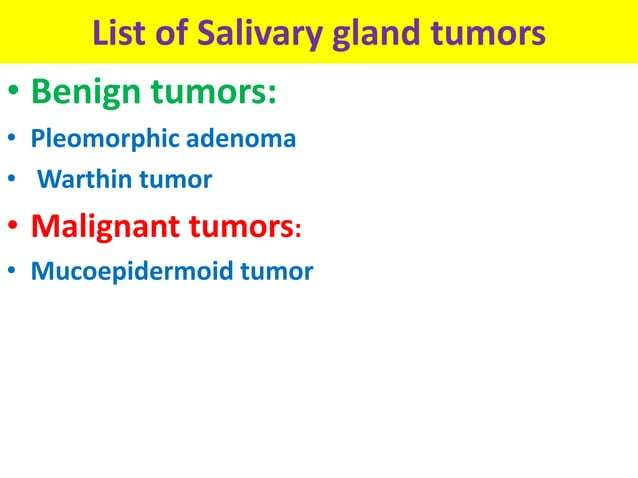 List of Salivary gland tumors
• Benign tumors:
• Pleomorphic adenoma
• Warthin tumor
• Malignant tumors:
• Mucoepidermoid tumor